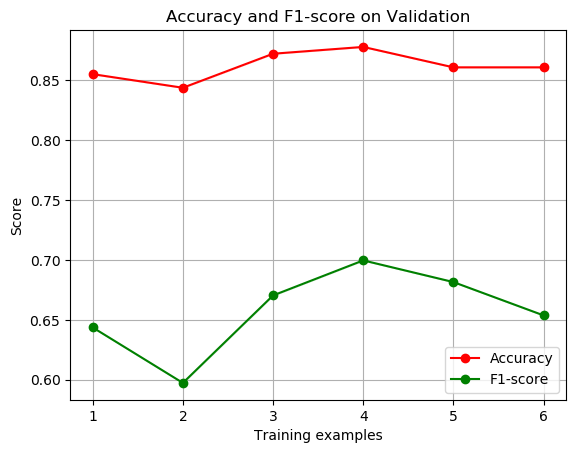 Accuracy and F1-score on Validation
Score
0.85
0.80
0.75
0.70
0.65
0.60
1 2 3 4 5 6
Training examples
Accuracy
F1-score